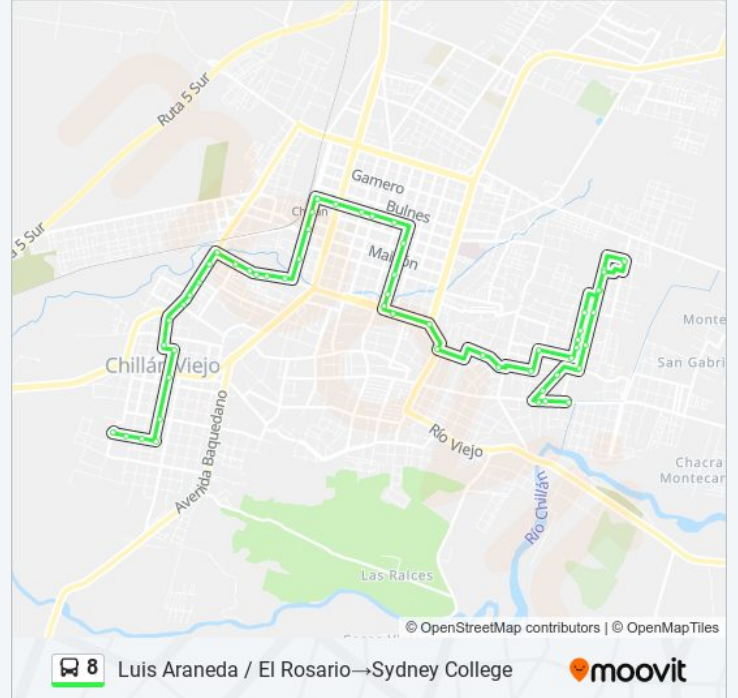 Ruta 5 Sur
Gamero
Bulnes
Chillán
5 Sur
Maipón
Monte
Chillán Viejo
San Gabri
Avenida Baquedano
Río Viejo
Chacra
Montecar
Río Chillán
Las Raíces
© OpenStreetMap contributors | © OpenMapTiles
8 Luis Araneda / El Rosario→Sydney College
moovit